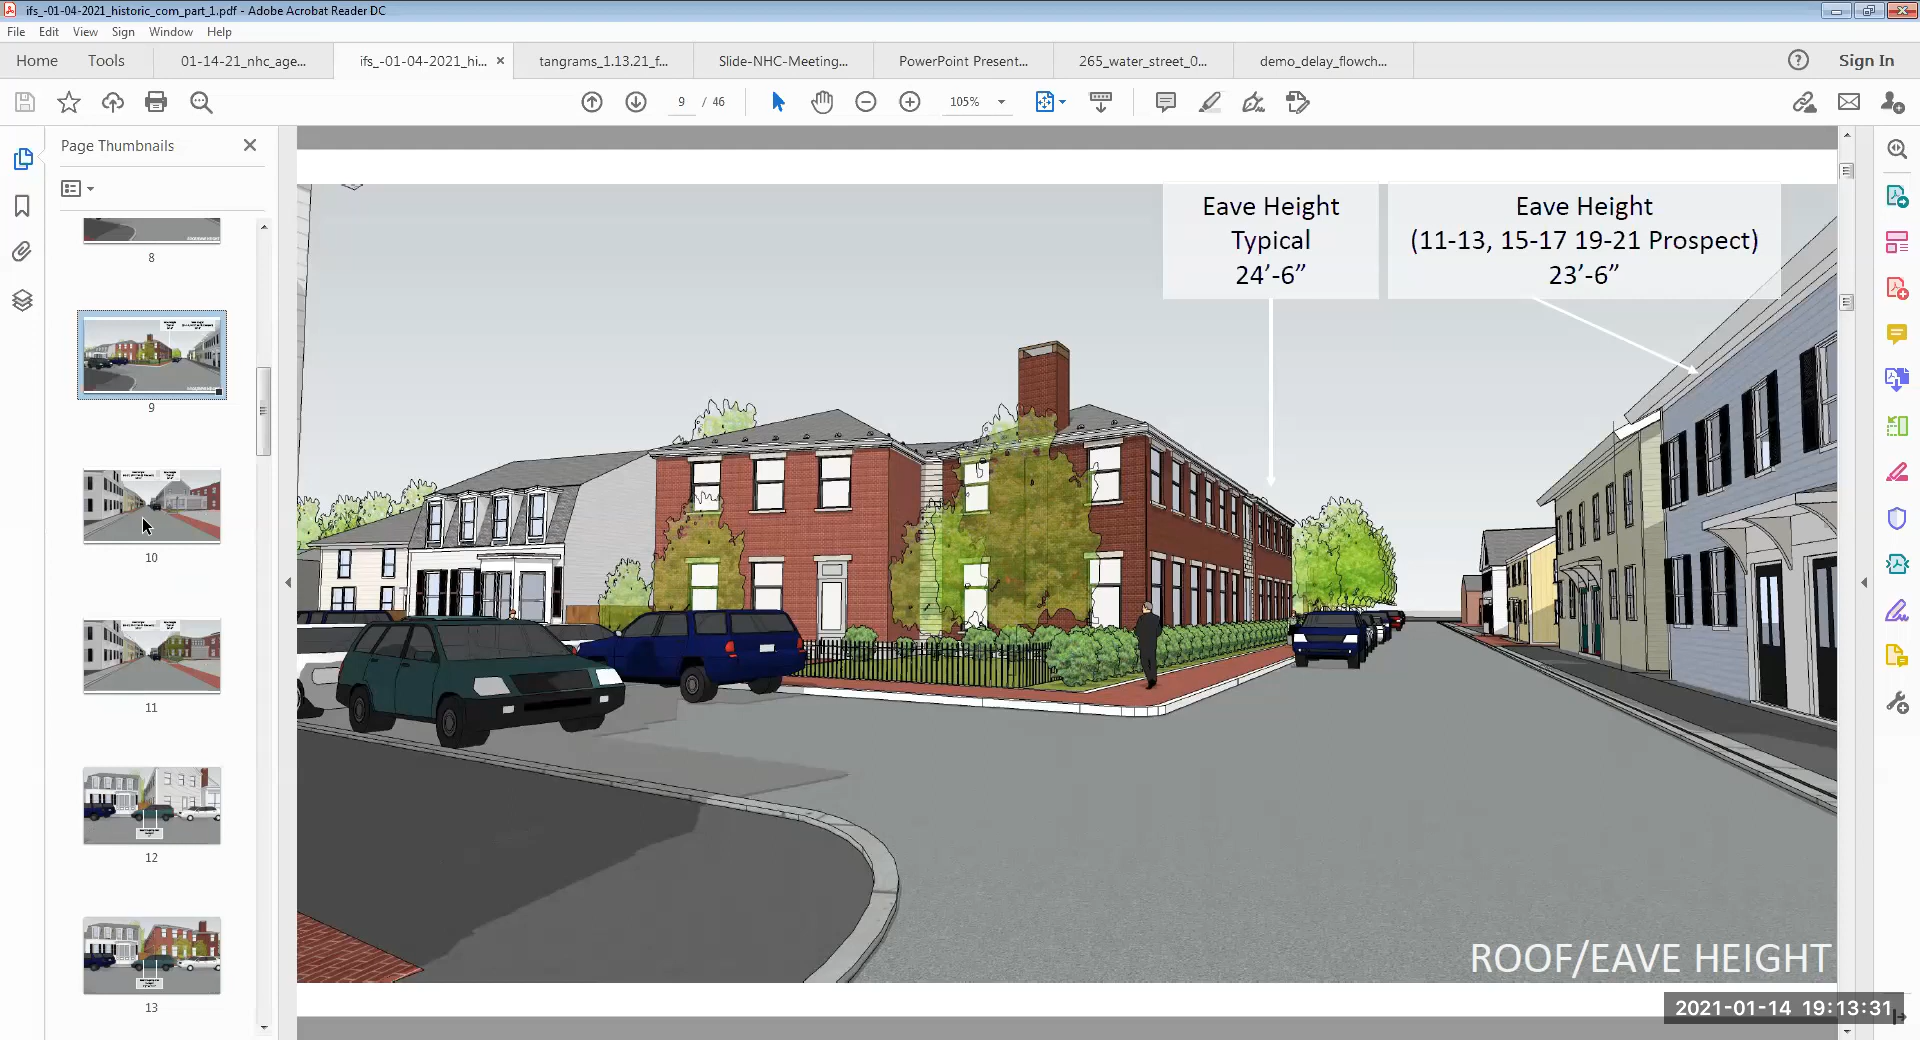 ifs_-01-04-2021_historic_com_part_1.pdf - Adobe Acrobat Reader DC
File Edit View Sign Window Help
Home Tools 01-14-21_nhc_age... ifs_-01-04-2021_hi... × tangrams_1.13.21_f... Slide-NHC-Meeting... PowerPoint Present... 265_water_street_0... demo_delay_flowch... ? Sign In
9 / 46 105%
Page Thumbnails
8
9
10
11
12
13
Eave Height
Typical
24’-6”
Eave Height
(11-13, 15-17 19-21 Prospect)
23’-6”
ROOF/EAVE HEIGHT
2021-01-14 19:13:31